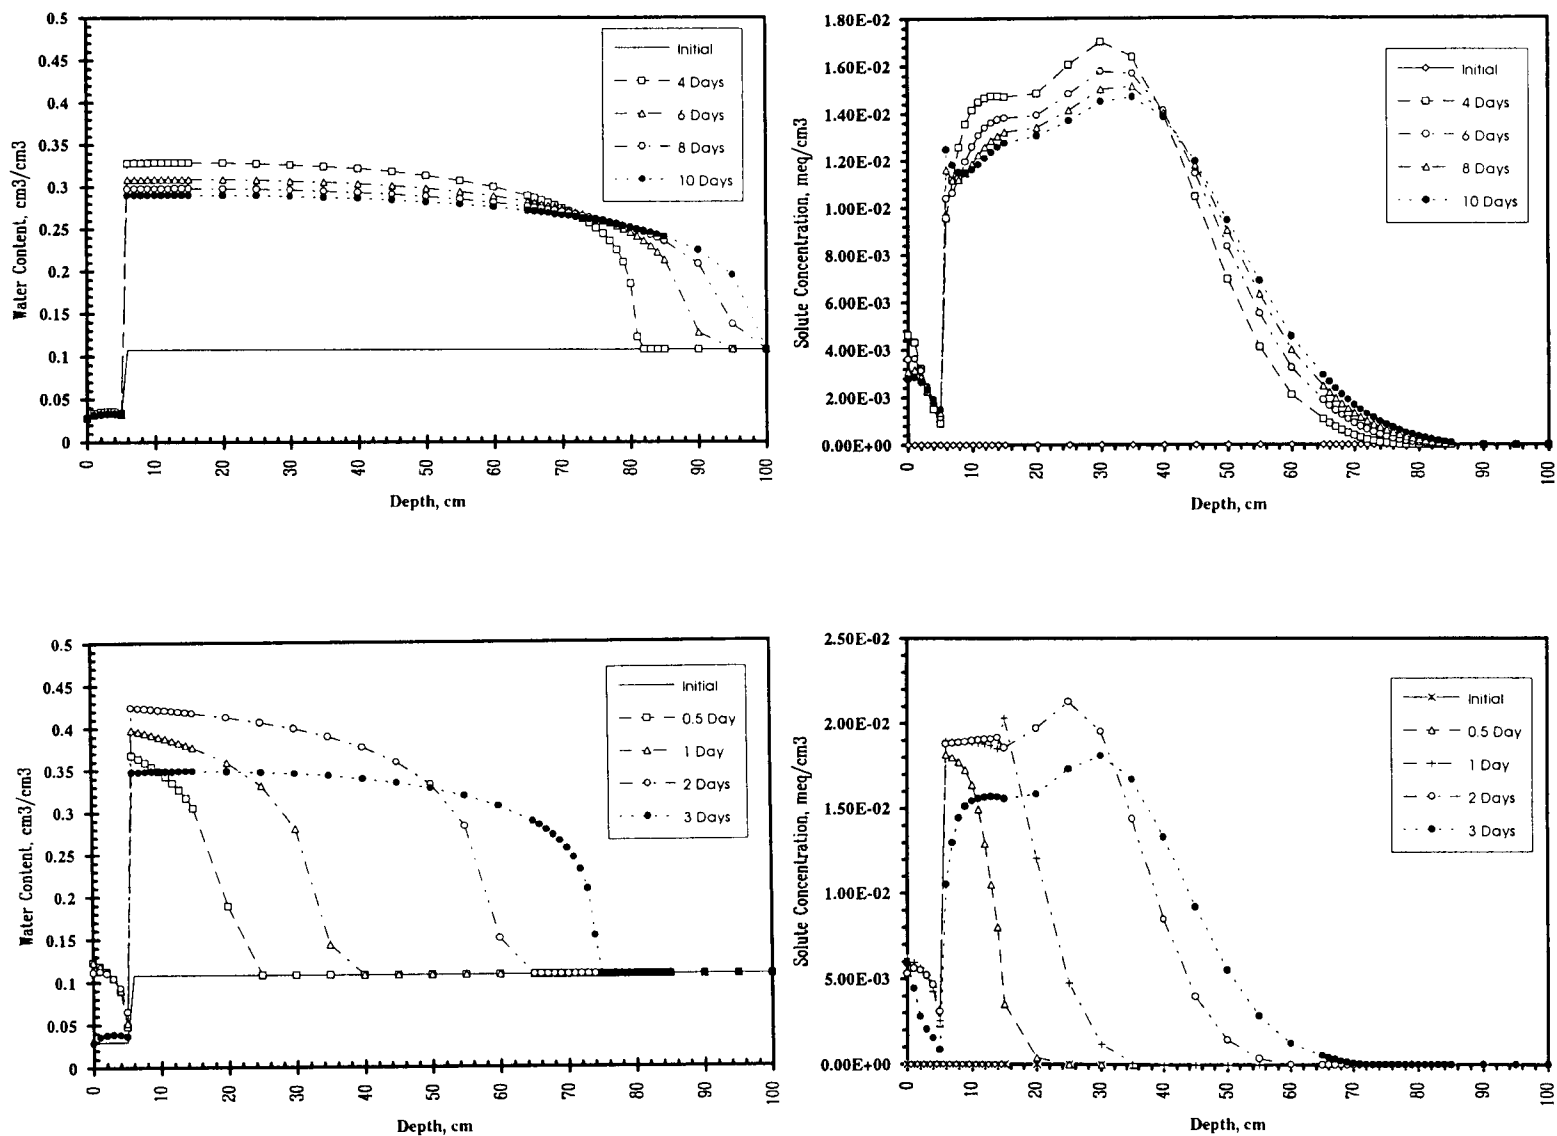 Water Content, cm3/cm3
0.5
0.45
0.4
0.35
0.3
0.25
0.2
0.15
0.1
0.05
0
0 10 20 30 40 50 60 70 80 90 100
Depth, cm
Initial
4 Days
6 Days
8 Days
10 Days
Solute Concentration, meq/cm3
1.80E-02
1.60E-02
1.40E-02
1.20E-02
1.00E-02
8.00E-03
6.00E-03
4.00E-03
2.00E-03
0.00E+00
0 10 20 30 40 50 60 70 80 90 100
Depth, cm
Initial
4 Days
6 Days
8 Days
10 Days
Water Content, cm3/cm3
0.5
0.45
0.4
0.35
0.3
0.25
0.2
0.15
0.1
0.05
0
0 10 20 30 40 50 60 70 80 90 100
Depth, cm
Initial
0.5 Day
1 Day
2 Days
3 Days
Solute Concentration, meq/cm3
2.50E-02
2.00E-02
1.50E-02
1.00E-02
5.00E-03
0.00E+00
0 10 20 30 40 50 60 70 80 90 100
Depth, cm
Initial
0.5 Day
1 Day
2 Days
3 Days